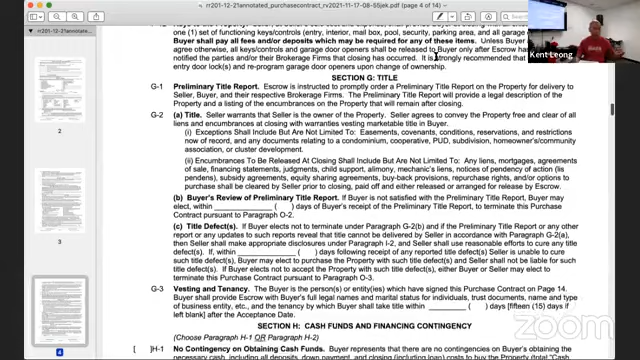 rr201-12-21annotated_purchasecontract_rv2021-11-17-08-55jek.pdf (page 4 of 14)
one (1) set of functioning keys/controls (entry, interior, mail box, pool, security, parking area, and all garage
Buyer shall pay all fees and/or deposits which may be required for any of these items. Unless Buyer
agree otherwise, all keys/controls and garage door openers shall be released to Buyer only after Escrow has
notified the parties and/or their Brokerage Firms that closing has occurred. It is strongly recommended that
entry door lock(s) and re-program garage door openers upon change of ownership.
SECTION G: TITLE
G-1 Preliminary Title Report. Escrow is instructed to promptly order a Preliminary Title Report on the Property for delivery to
Seller, Buyer, and their respective Brokerage Firms. The Preliminary Title Report will provide a legal description of the
Property and a listing of the encumbrances on the Property that will remain after closing.
G-2 (a) Title. Seller warrants that Seller is the owner of the Property. Seller agrees to convey the Property free and clear of all
liens and encumbrances at closing with warranties vesting marketable title in Buyer.
(i) Exceptions Shall Include But Are Not Limited To: Easements, covenants, conditions, reservations, and restrictions
now of record, and any documents relating to a condominium, cooperative, PUD, subdivision, homeowner's/community
association, or cluster development.
(ii) Encumbrances To Be Released At Closing Shall Include But Are Not Limited To: Any liens, mortgages, agreements
of sale, financing statements, judgments, child support, alimony, mechanic's liens, notices of pendency of action (lis
pendens), subsidy agreements, equity sharing agreements, buy-back provisions, repurchase rights, and/or options to
purchase shall be cleared by Seller prior to closing, paid off and either released or arranged for release by Escrow.
(b) Buyer's Review of Preliminary Title Report. If Buyer is not satisfied with the Preliminary Title Report, Buyer may
elect, within ____________ ( ) days of Buyer's receipt of the Preliminary Title Report, to terminate this Purchase
Contract pursuant to Paragraph O-2.
(c) Title Defect(s). If Buyer elects not to terminate under Paragraph G-2(b) and if the Preliminary Title Report or any other
report or any updates to such reports reveal that title cannot be delivered by Seller in accordance with Paragraph G-2(a),
then Seller shall make appropriate disclosures under Paragraph I-2, and Seller shall use reasonable efforts to cure any title
defect(s). If, within ____________ ( ) days following receipt of any reported title defect(s) Seller is unable to cure
such title defect(s), Buyer may elect to purchase the Property with such title defect(s) and Seller shall not be liable for such
title defect(s). If Buyer elects not to accept the Property with such title defect(s), either Buyer or Seller may elect to
terminate this Purchase Contract pursuant to Paragraph O-3.
G-3 Vesting and Tenancy. The Buyer is the person(s) or entity(ies) which have signed this Purchase Contract on Page 14.
Buyer shall provide Escrow with Buyer's full legal names and marital status for individuals, trust documents, name and type
of business entity, etc., and the tenancy by which Buyer shall take title within ____________ ( ) days [fifteen (15) days if
left blank] after the Acceptance Date.
SECTION H: CASH FUNDS AND FINANCING CONTINGENCY
(Choose Paragraph H-1 OR Paragraph H-2)
[ ] H-1 No Contingency on Obtaining Cash Funds. Buyer represents that there are no contingencies on Buyer's obtaining the
2
3
4
Kent Leong
zoom